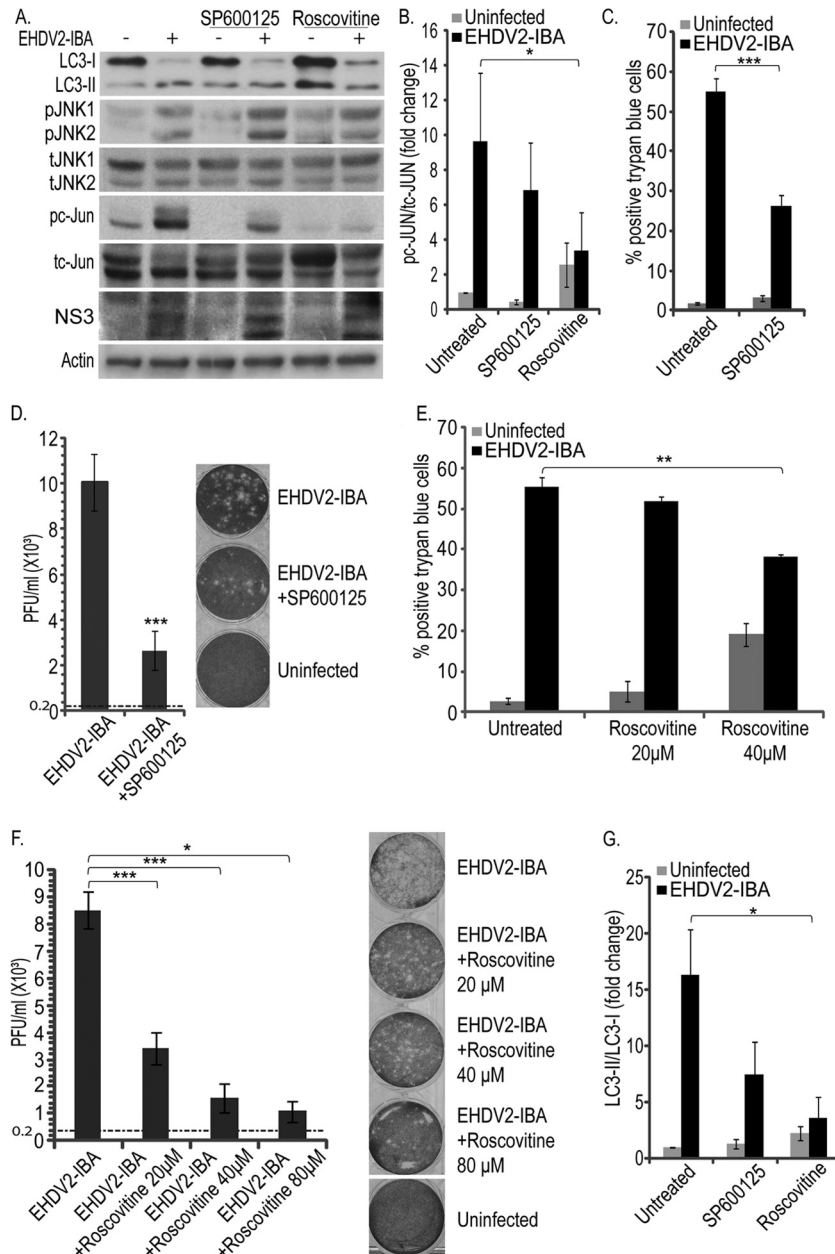 A.
SP600125 Roscovitine
EHDV2-IBA - + - + - +
LC3-I
LC3-II
pJNK1
pJNK2
tJNK1
tJNK2
pc-Jun
tc-Jun
NS3
Actin
B.
Uninfected
EHDV2-IBA
*
pc-JUN/tc-JUN (fold change)
16
14
12
10
8
6
4
2
0
Untreated
SP600125
Roscovitine
C.
Uninfected
EHDV2-IBA
***
% positive trypan blue cells
70
60
50
40
30
20
10
0
Untreated
SP600125
D.
PFU/ml (X10³)
12
10
8
6
4
2
0.2
0
***
EHDV2-IBA
EHDV2-IBA
+SP600125
EHDV2-IBA
EHDV2-IBA
+SP600125
Uninfected
E.
Uninfected
EHDV2-IBA
**
% positive trypan blue cells
70
60
50
40
30
20
10
0
Untreated
Roscovitine
20µM
Roscovitine
40µM
F.
PFU/ml (X10³)
10
9
8
7
6
5
4
3
2
1
0.2
0
*
***
***
EHDV2-IBA
EHDV2-IBA
+Roscovitine 20µM
EHDV2-IBA
+Roscovitine 40µM
EHDV2-IBA
+Roscovitine 80µM
EHDV2-IBA
EHDV2-IBA
+Roscovitine
20 µM
EHDV2-IBA
+Roscovitine
40 µM
EHDV2-IBA
+Roscovitine
80 µM
Uninfected
G.
Uninfected
EHDV2-IBA
*
LC3-II/LC3-I (fold change)
25
20
15
10
5
0
Untreated
SP600125
Roscovitine